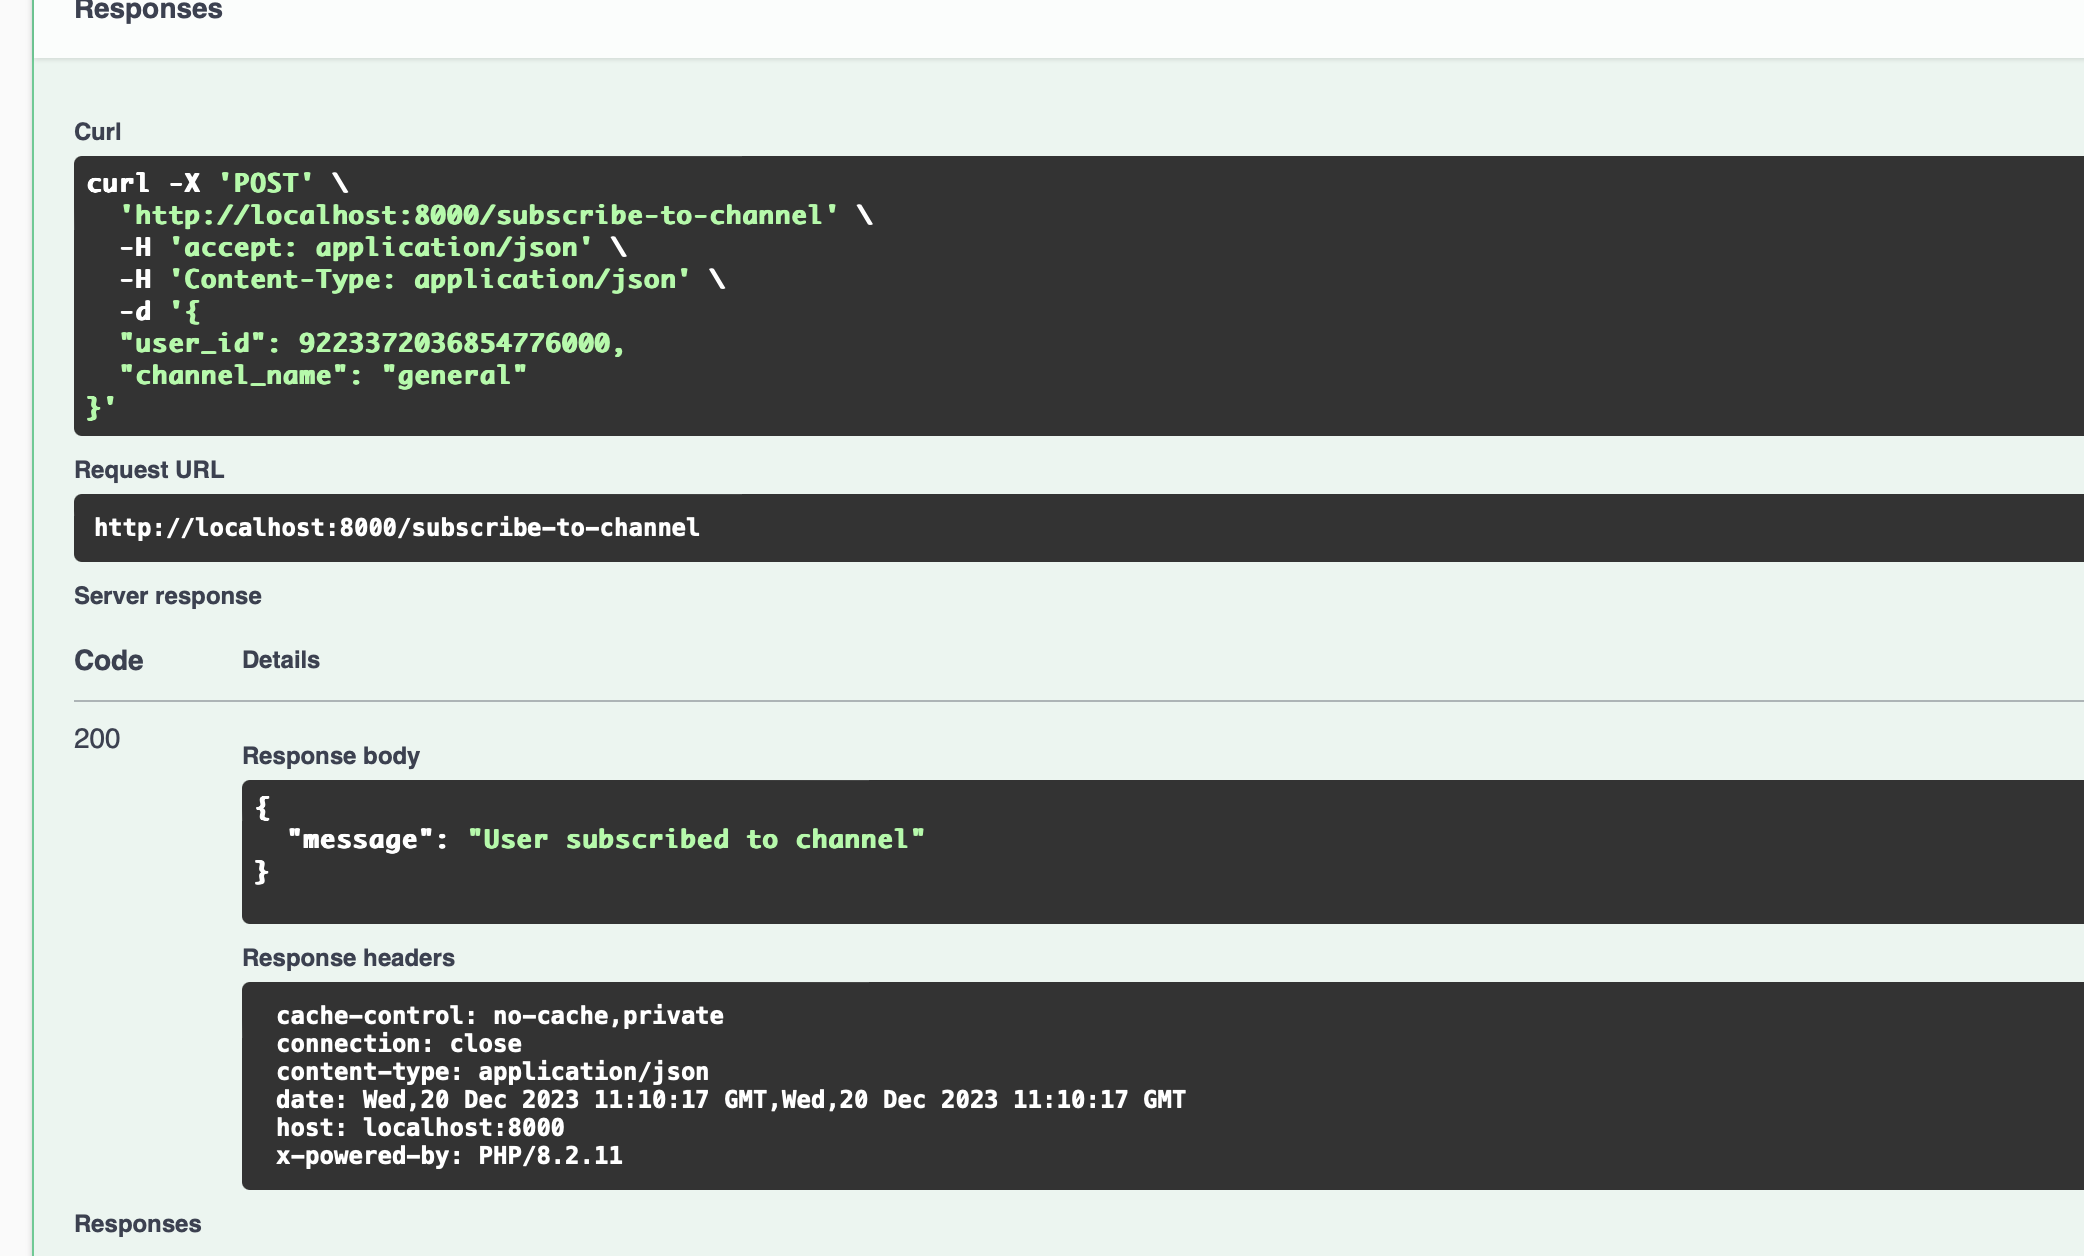 Responses
Curl
curl -X 'POST' \
  'http://localhost:8000/subscribe-to-channel' \
  -H 'accept: application/json' \
  -H 'Content-Type: application/json' \
  -d '{
  "user_id": 9223372036854776000,
  "channel_name": "general"
}'
Request URL
http://localhost:8000/subscribe-to-channel
Server response
Code Details
200
Response body
{
  "message": "User subscribed to channel"
}
Response headers
cache-control: no-cache,private
connection: close
content-type: application/json
date: Wed,20 Dec 2023 11:10:17 GMT,Wed,20 Dec 2023 11:10:17 GMT
host: localhost:8000
x-powered-by: PHP/8.2.11
Responses